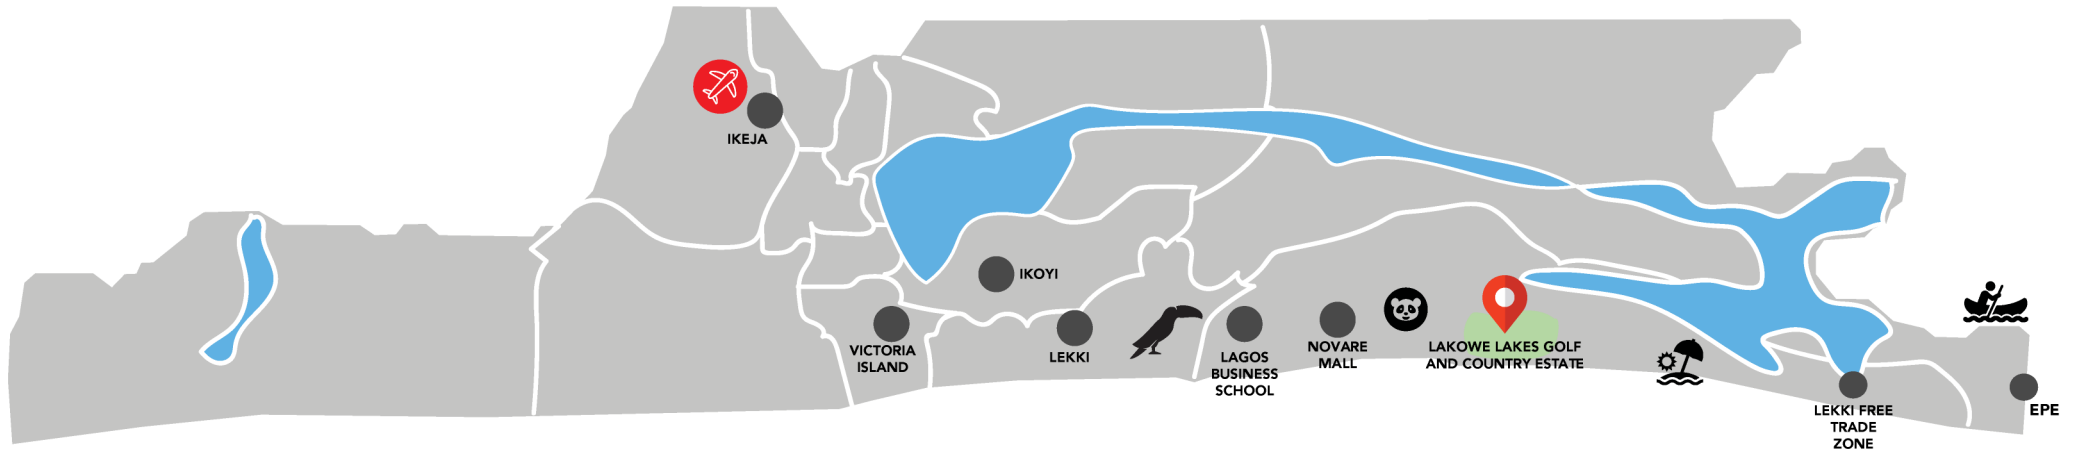 IKEJA
IKOYI
VICTORIA
ISLAND
LEKKI
LAGOS
BUSINESS
SCHOOL
NOVARE
MALL
LAKOWE LAKES GOLF
AND COUNTRY ESTATE
LEKKI FREE
TRADE
ZONE
EPE